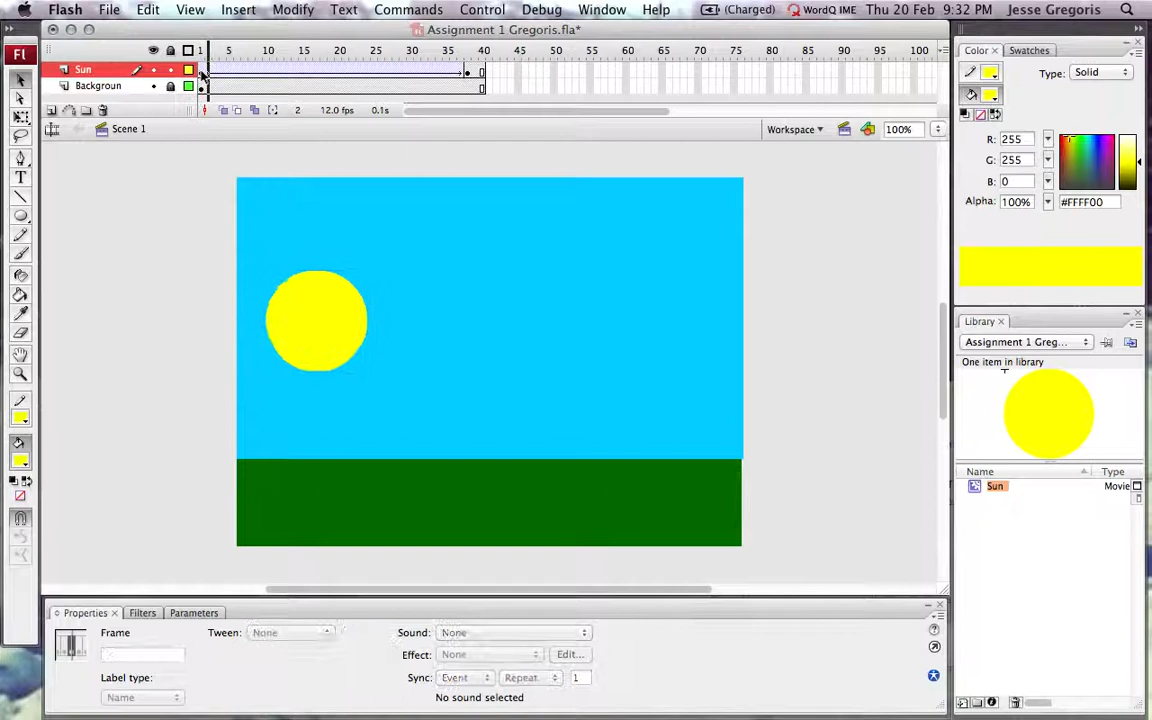 Flash File Edit View Insert Modify Text Commands Control Debug Window Help (Charged) WordQ IME Thu 20 Feb 9:32 PM Jesse Gregoris
Assignment 1 Gregoris.fla*
Fl
1 5 10 15 20 25 30 35 40 45 50 55 60 65 70 75 80 85 90 95 100
Sun
Backgroun
2 12.0 fps 0.1s
Scene 1
Workspace
100%
Color Swatches
Type: Solid
R: 255
G: 255
B: 0
Alpha: 100% #FFFF00
Library
Assignment 1 Greg...
One item in library
Name Type
Sun Movie
Properties Filters Parameters
Frame Tween: None Sound: None
Effect: None Edit...
Label type: Sync: Event Repeat 1
Name No sound selected